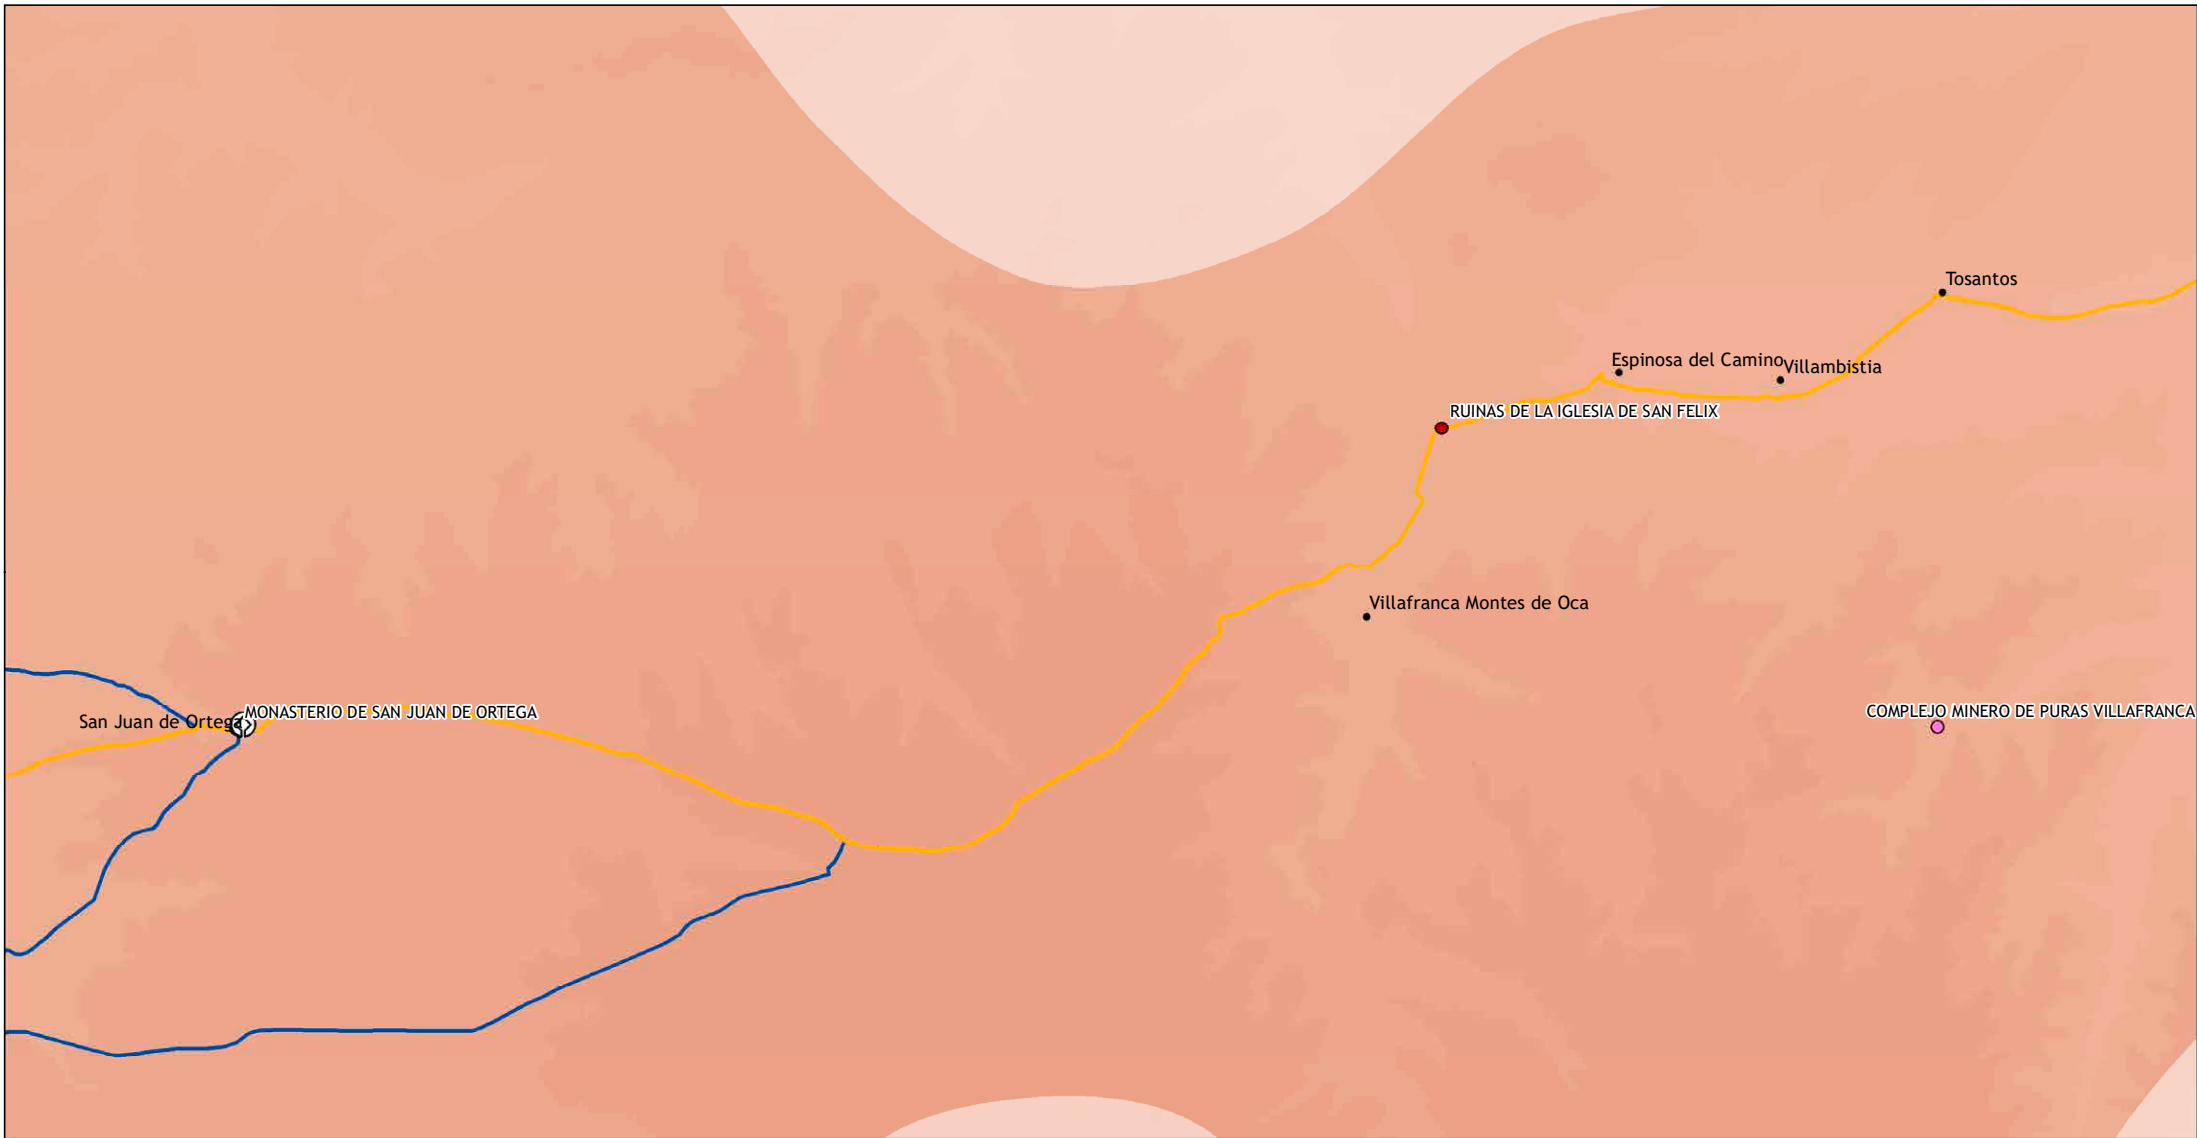 Tosantos
Espinosa del Camino
Villambistia
RUINAS DE LA IGLESIA DE SAN FELIX
Villafranca Montes de Oca
MONASTERIO DE SAN JUAN DE ORTEGA
San Juan de Ortega
COMPLEJO MINERO DE PURAS VILLAFRANCA